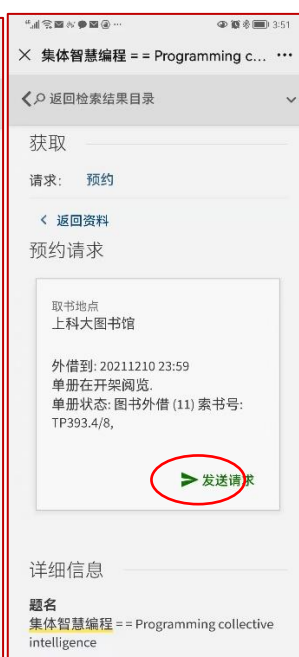 3:51
× 集体智慧编程 = = Programming c... ···
返回检索结果目录
获取
请求: 预约
返回资料
预约请求
取书地点
上科大图书馆
外借到: 20211210 23:59
单册在开架阅览.
单册状态: 图书外借 (11) 索书号:
TP393.4/8,
发送请求
详细信息
题名
集体智慧编程 = = Programming collective
intelligence